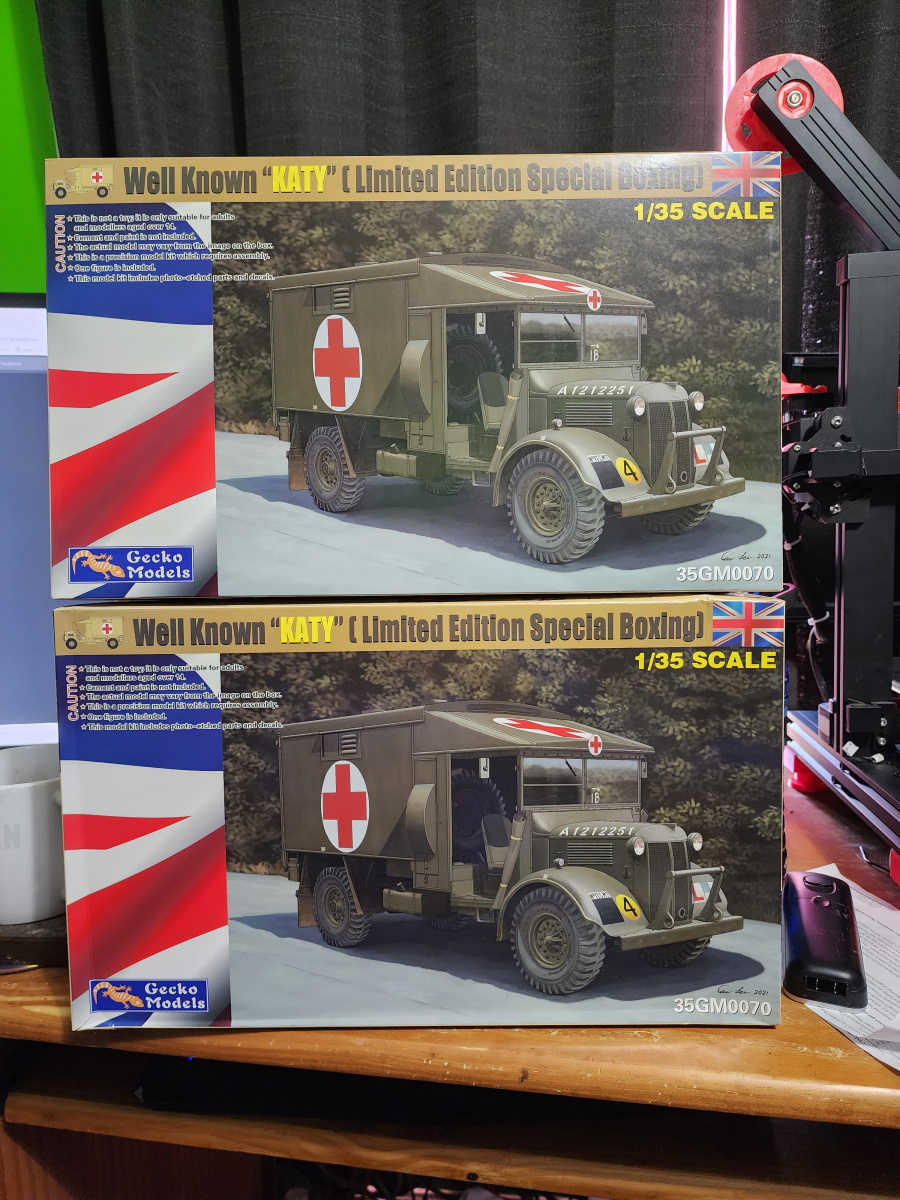 Well Known "KATY" ( Limited Edition Special Boxing)
1/35 SCALE
CAUTION
★ This is not a toy; it is only suitable for adults
and modellers aged over 14.
★ Cement and paint is not included.
★ The actual model may vary from the image on the box.
★ This is a precision model kit which requires assembly.
★ One figure is included.
★ This model kit includes photo-etched parts and decals.
1B
A1212251
4
Gecko
Models
2021
35GM0070
Well Known "KATY" ( Limited Edition Special Boxing)
1/35 SCALE
CAUTION
★ This is not a toy; it is only suitable for adults
and modellers aged over 14.
★ Cement and paint is not included.
★ The actual model may vary from the image on the box.
★ This is a precision model kit which requires assembly.
★ One figure is included.
★ This model kit includes photo-etched parts and decals.
1B
A1212251
4
Gecko
Models
2021
35GM0070